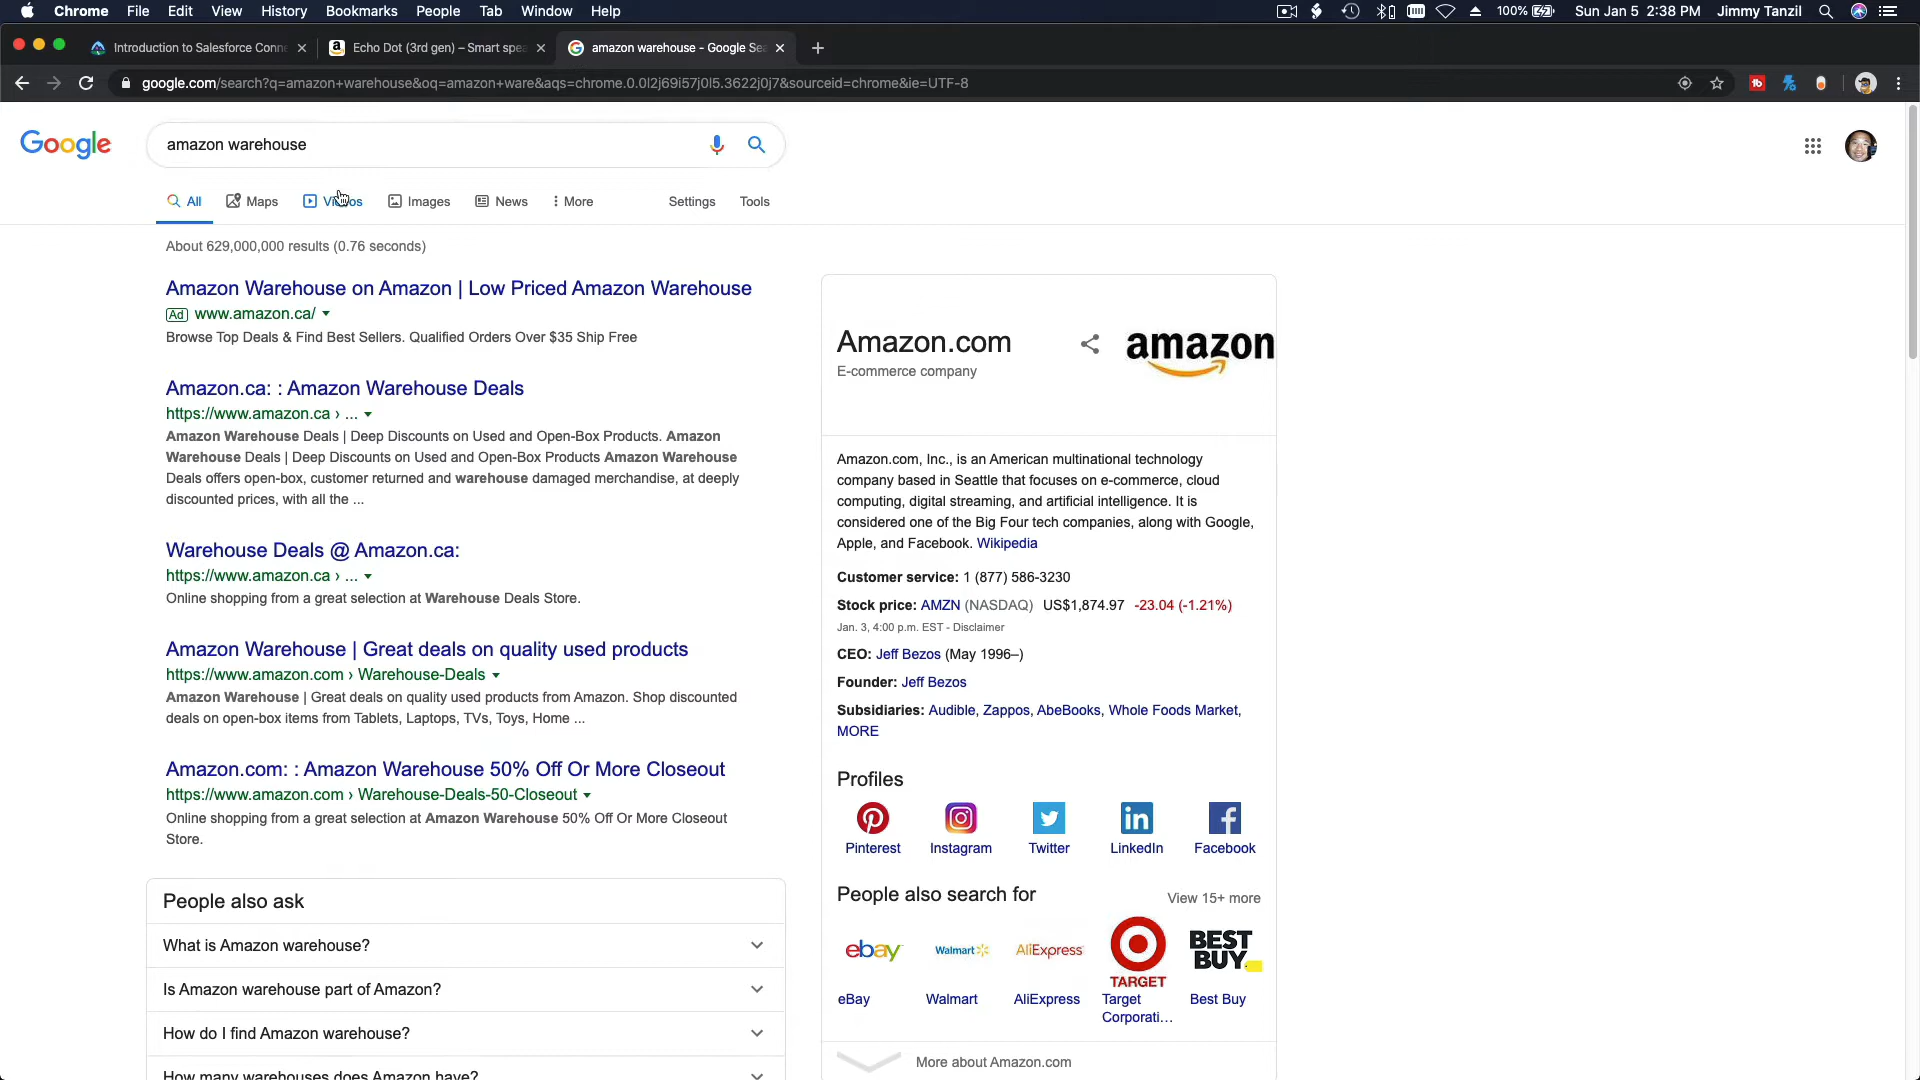 Chrome File Edit View History Bookmarks People Tab Window Help
100% Sun Jan 5 2:38 PM Jimmy Tanzil
Introduction to Salesforce Conne
Echo Dot (3rd gen) – Smart spea
amazon warehouse - Google Sea
google.com/search?q=amazon+warehouse&oq=amazon+ware&aqs=chrome.0.0l2j69i57j0l5.3622j0j7&sourceid=chrome&ie=UTF-8
Google
amazon warehouse
All Maps Videos Images News More Settings Tools
About 629,000,000 results (0.76 seconds)
Amazon Warehouse on Amazon | Low Priced Amazon Warehouse
Ad www.amazon.ca/
Browse Top Deals & Find Best Sellers. Qualified Orders Over $35 Ship Free
Amazon.ca: : Amazon Warehouse Deals
https://www.amazon.ca › ...
Amazon Warehouse Deals | Deep Discounts on Used and Open-Box Products. Amazon
Warehouse Deals | Deep Discounts on Used and Open-Box Products Amazon Warehouse
Deals offers open-box, customer returned and warehouse damaged merchandise, at deeply
discounted prices, with all the ...
Warehouse Deals @ Amazon.ca:
https://www.amazon.ca › ...
Online shopping from a great selection at Warehouse Deals Store.
Amazon Warehouse | Great deals on quality used products
https://www.amazon.com › Warehouse-Deals
Amazon Warehouse | Great deals on quality used products from Amazon. Shop discounted
deals on open-box items from Tablets, Laptops, TVs, Toys, Home ...
Amazon.com: : Amazon Warehouse 50% Off Or More Closeout
https://www.amazon.com › Warehouse-Deals-50-Closeout
Online shopping from a great selection at Amazon Warehouse 50% Off Or More Closeout
Store.
People also ask
What is Amazon warehouse?
Is Amazon warehouse part of Amazon?
How do I find Amazon warehouse?
How many warehouses does Amazon have?
Amazon.com
E-commerce company
amazon
Amazon.com, Inc., is an American multinational technology
company based in Seattle that focuses on e-commerce, cloud
computing, digital streaming, and artificial intelligence. It is
considered one of the Big Four tech companies, along with Google,
Apple, and Facebook. Wikipedia
Customer service: 1 (877) 586-3230
Stock price: AMZN (NASDAQ) US$1,874.97 -23.04 (-1.21%)
Jan. 3, 4:00 p.m. EST - Disclaimer
CEO: Jeff Bezos (May 1996–)
Founder: Jeff Bezos
Subsidiaries: Audible, Zappos, AbeBooks, Whole Foods Market,
MORE
Profiles
Pinterest Instagram Twitter LinkedIn Facebook
People also search for View 15+ more
ebay Walmart AliExpress TARGET BEST BUY
eBay Walmart AliExpress Target Corporati... Best Buy
More about Amazon.com